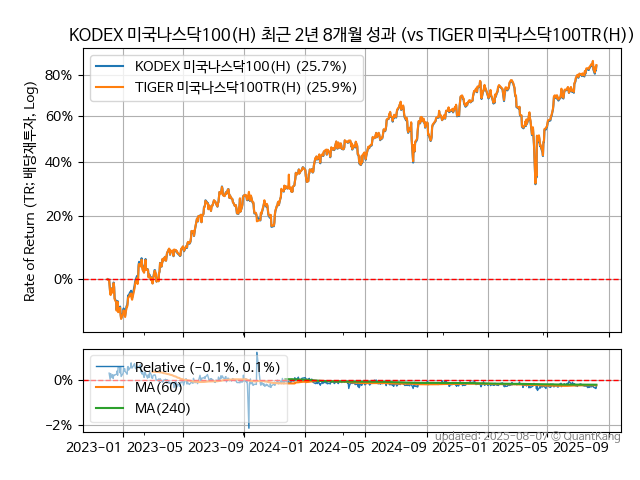 KODEX 미국나스닥100(H) 최근 2년 8개월 성과 (vs TIGER 미국나스닥100TR(H))
Rate of Return (TR: 배당재투자, Log)
80%
60%
40%
20%
0%
KODEX 미국나스닥100(H) (25.7%)
TIGER 미국나스닥100TR(H) (25.9%)
0%
−2%
Relative (−0.1%, 0.1%)
MA(60)
MA(240)
updated: 2025-08-07 © QuantKang
2023−01 2023−05 2023−09 2024−01 2024−05 2024−09 2025−01 2025−05 2025−09